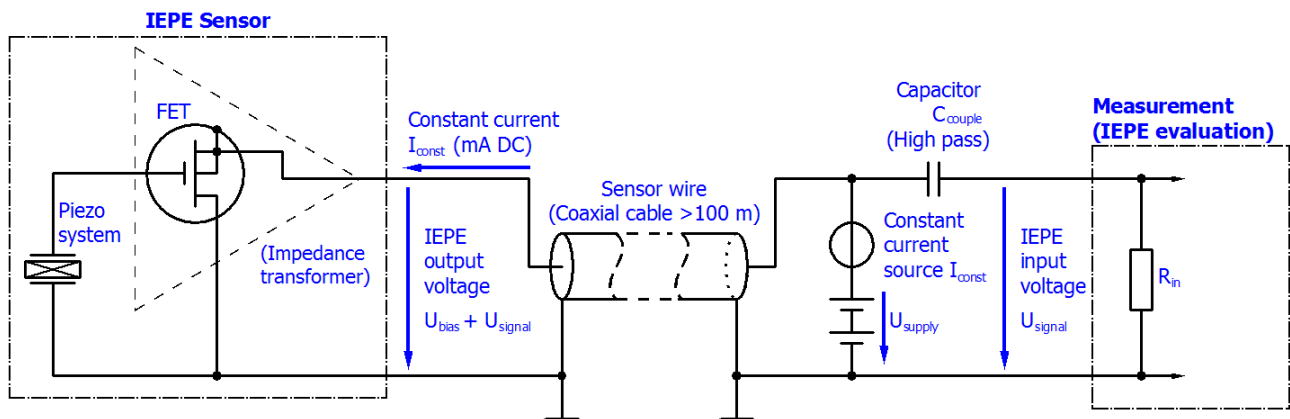 IEPE Sensor
FET
Piezo
system
(Impedance
transformer)
Constant current
Iconst (mA DC)
IEPE
output
voltage
Ubias + Usignal
Sensor wire
(Coaxial cable >100 m)
Capacitor
Ccouple
(High pass)
Constant
current
source Iconst
Usupply
IEPE
input
voltage
Usignal
Measurement
(IEPE evaluation)
Rin